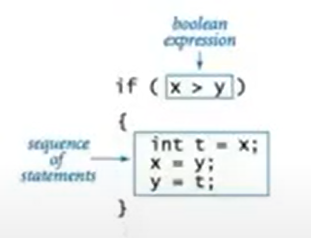 boolean
expression
if ( x > y )
{
sequence
of
statements
int t = x;
x = y;
y = t;
}